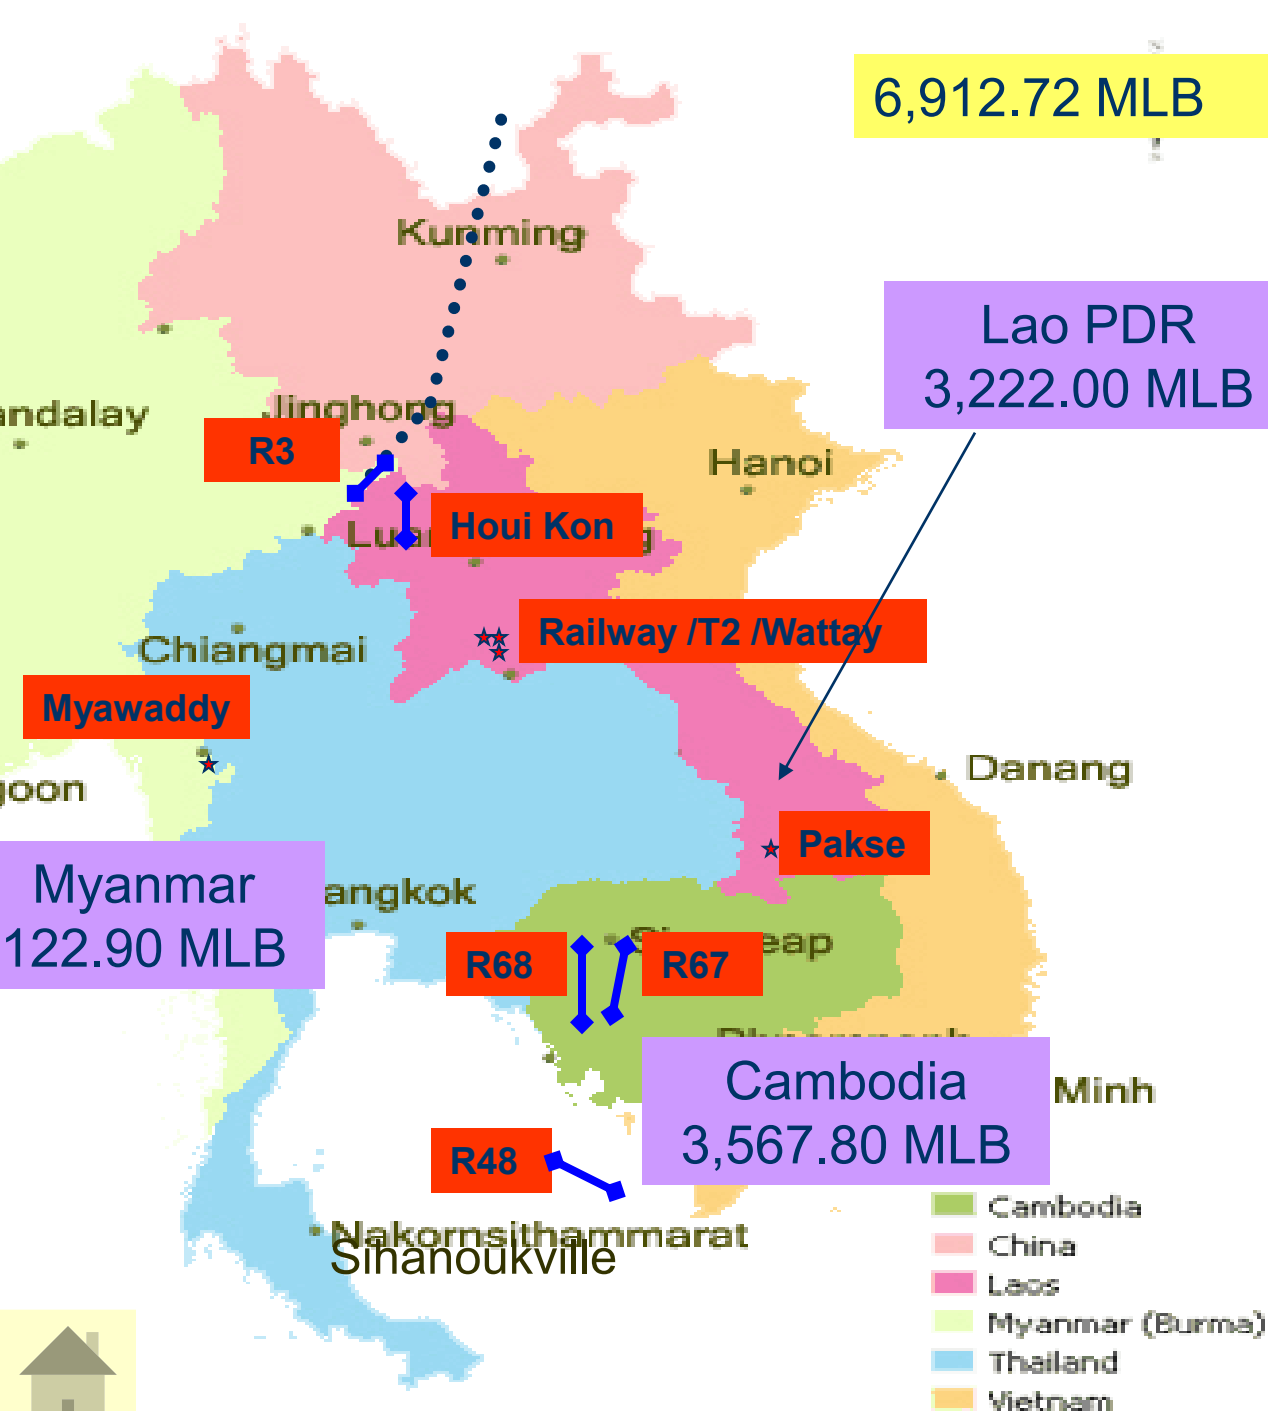 6,912.72 MLB
Kunming
Lao PDR
3,222.00 MLB
andalay
Jinghong
R3
Hanoi
Houi Kon
Railway /T2 /Wattay
Chiangmai
Myawaddy
Danang
goon
Pakse
Myanmar
122.90 MLB
angkok
R68
R67
eap
Cambodia
3,567.80 MLB
Minh
R48
Nakornsithammarat
Sihanoukville
Cambodia
China
Laos
Myanmar (Burma)
Thailand
Vietnam